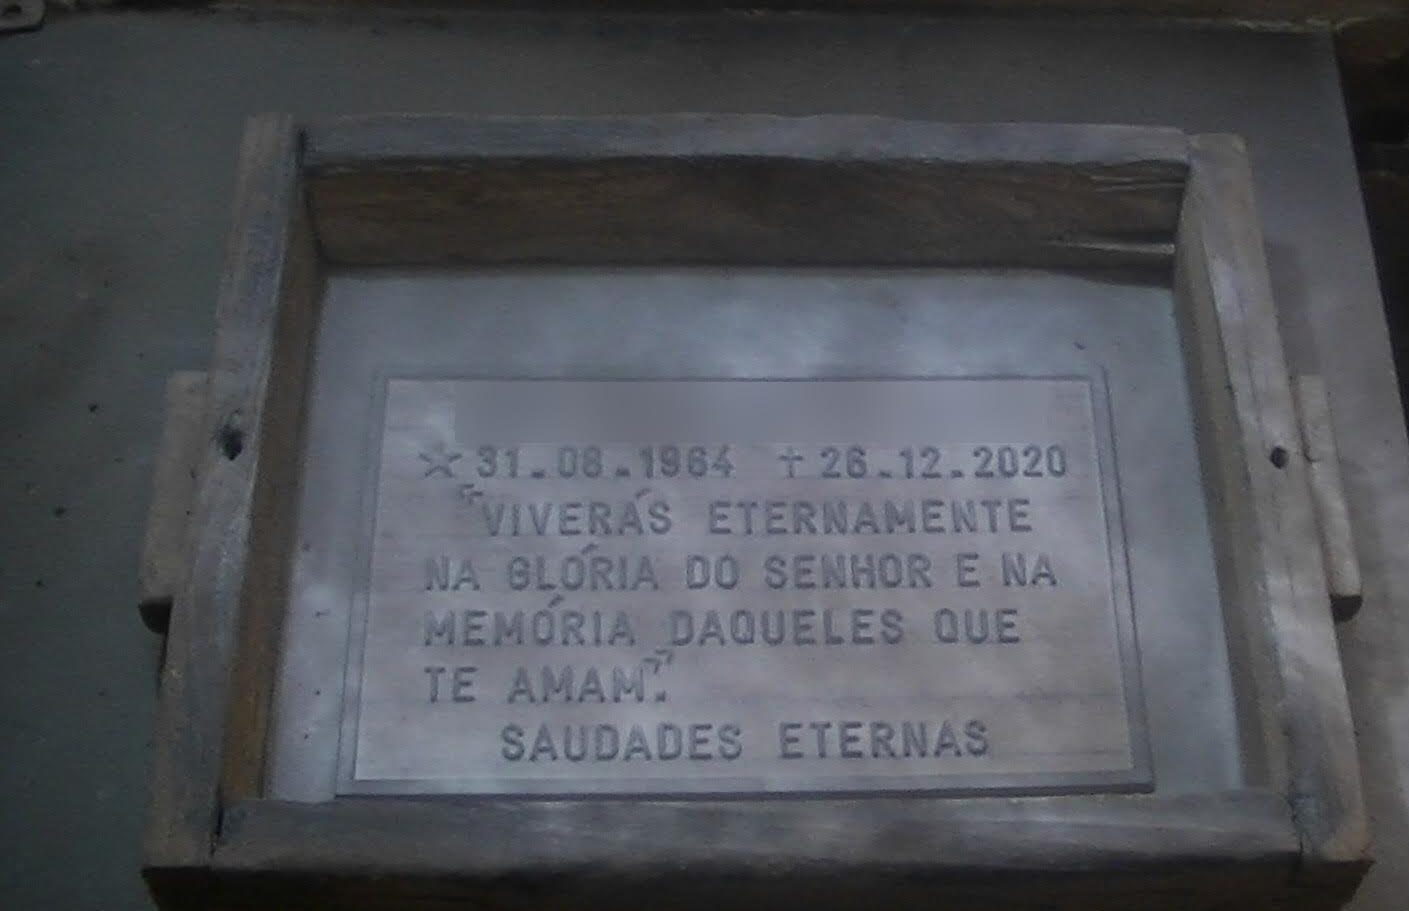 ☆ 31.08.1964 † 26.12.2020
"VIVERÁS ETERNAMENTE
NA GLÓRIA DO SENHOR E NA
MEMÓRIA DAQUELES QUE
TE AMAM".
SAUDADES ETERNAS